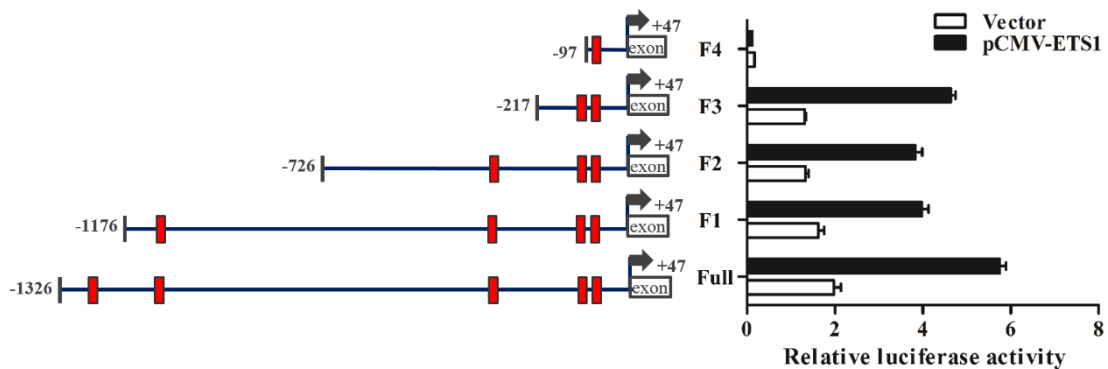 -97 +47 exon F4
-217 +47 exon F3
-726 +47 exon F2
-1176 +47 exon F1
-1326 +47 exon Full
Vector
pCMV-ETS1
0 2 4 6 8
Relative luciferase activity